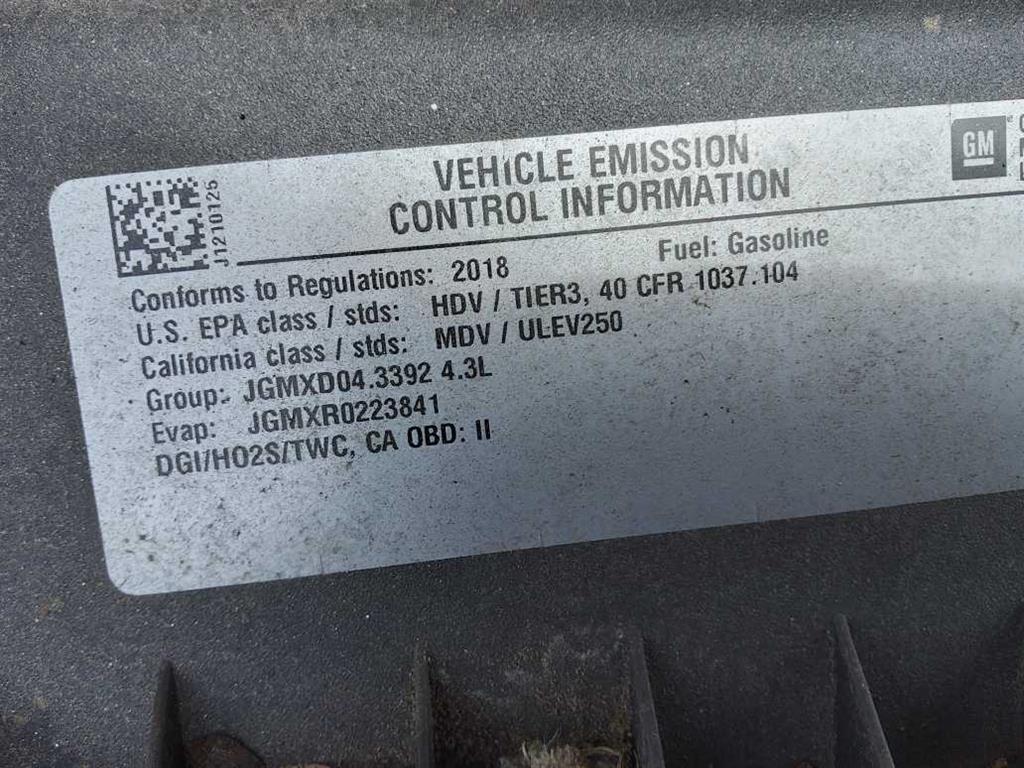 J1210125
VEHICLE EMISSION
CONTROL INFORMATION
GM
Conforms to Regulations: 2018
Fuel: Gasoline
U.S. EPA class / stds: HDV / TIER3, 40 CFR 1037.104
California class / stds: MDV / ULEV250
Group: JGMXD04.3392 4.3L
Evap: JGMXR0223841
DGI/HO2S/TWC, CA OBD: II